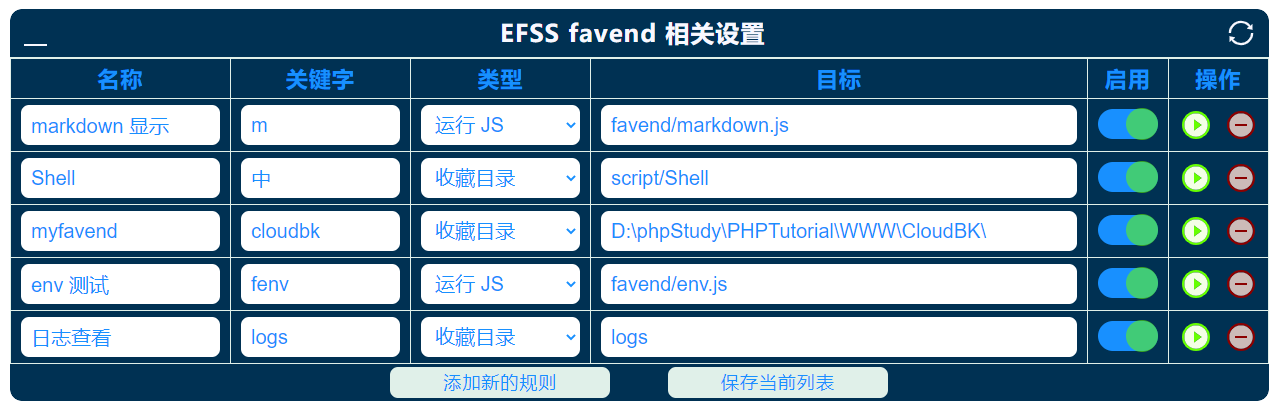 EFSS favend 相关设置
名称 关键字 类型 目标 启用 操作
markdown 显示 m 运行 JS favend/markdown.js
Shell 中 收藏目录 script/Shell
myfavend cloudbk 收藏目录 D:\phpStudy\PHPTutorial\WWW\CloudBK\
env 测试 fenv 运行 JS favend/env.js
日志查看 logs 收藏目录 logs
添加新的规则 保存当前列表